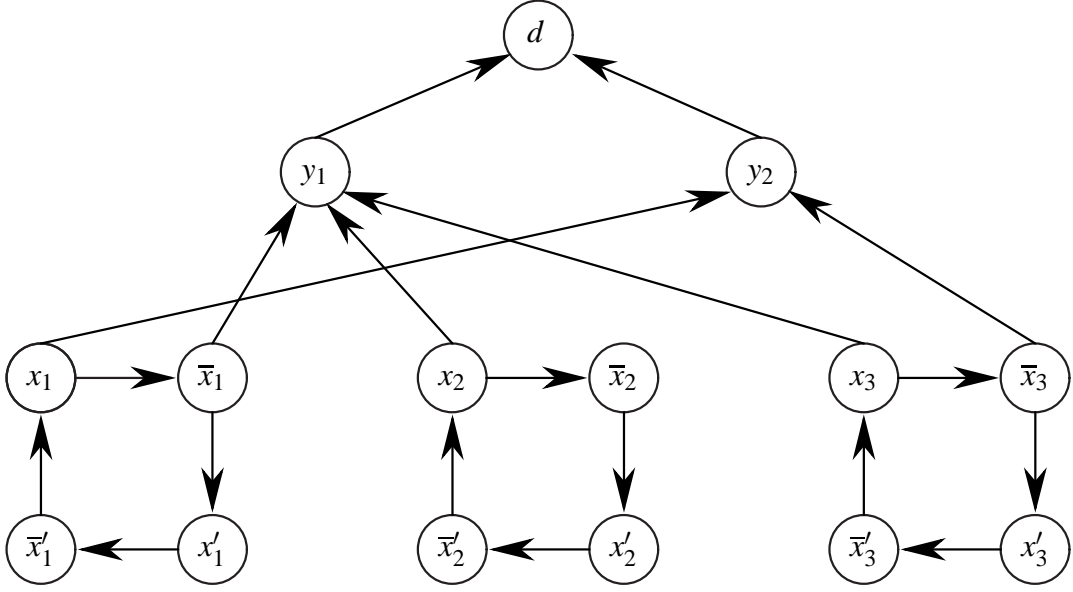 d
y₁ y₂
x₁ x̅₁ x₂ x̅₂ x₃ x̅₃
x̅′₁ x′₁ x̅′₂ x′₂ x̅′₃ x′₃